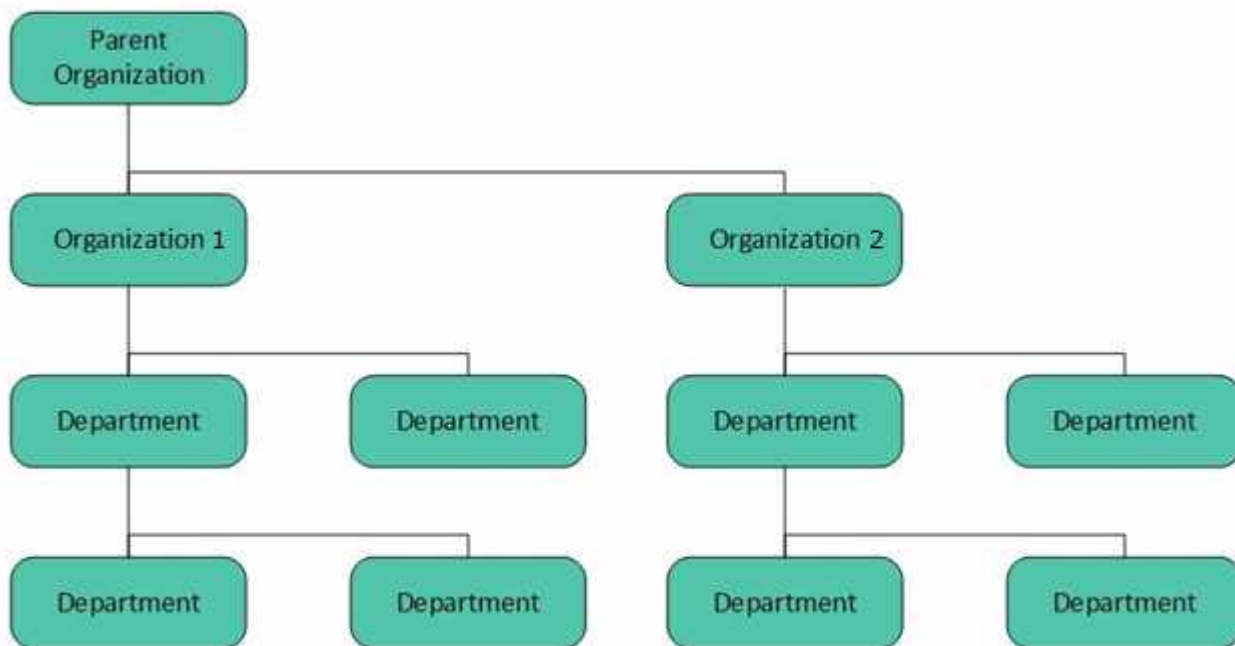 Parent
Organization
Organization 1
Organization 2
Department
Department
Department
Department
Department
Department
Department
Department